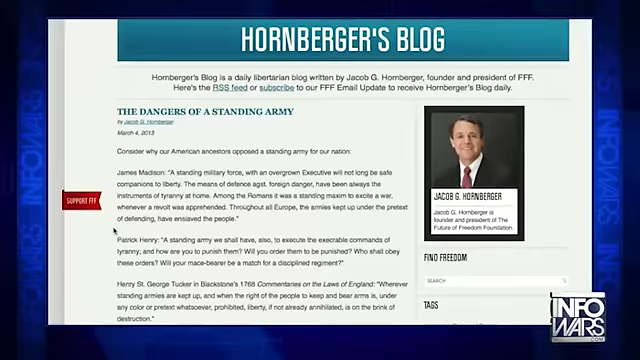 HORNBERGER'S BLOG
Hornberger's Blog is a daily libertarian blog written by Jacob G. Hornberger, founder and president of FFF.
Here's the RSS feed or subscribe to our FFF Email Update to receive Hornberger's Blog daily.
THE DANGERS OF A STANDING ARMY
by Jacob G. Hornberger
March 4, 2013
Consider why our American ancestors opposed a standing army for our nation:
James Madison: "A standing military force, with an overgrown Executive will not long be safe
companions to liberty. The means of defence agst. foreign danger, have been always the
instruments of tyranny at home. Among the Romans it was a standing maxim to excite a war,
whenever a revolt was apprehended. Throughout all Europe, the armies kept up under the pretext
of defending, have enslaved the people."
Patrick Henry: "A standing army we shall have, also, to execute the execrable commands of
tyranny; and how are you to punish them? Will you order them to be punished? Who shall obey
these orders? Will your mace-bearer be a match for a disciplined regiment?"
Henry St. George Tucker in Blackstone's 1768 Commentaries on the Laws of England: "Wherever
standing armies are kept up, and when the right of the people to keep and bear arms is, under
any color or pretext whatsoever, prohibited, liberty, if not already annihilated, is on the brink of
destruction."
SUPPORT FFF
JACOB G. HORNBERGER
Jacob G. Hornberger is
founder and president of The
Future of Freedom Foundation.
FIND FREEDOM
SEARCH
TAGS
INFO
WARS
.COM
INFOWARS
INFOWARS